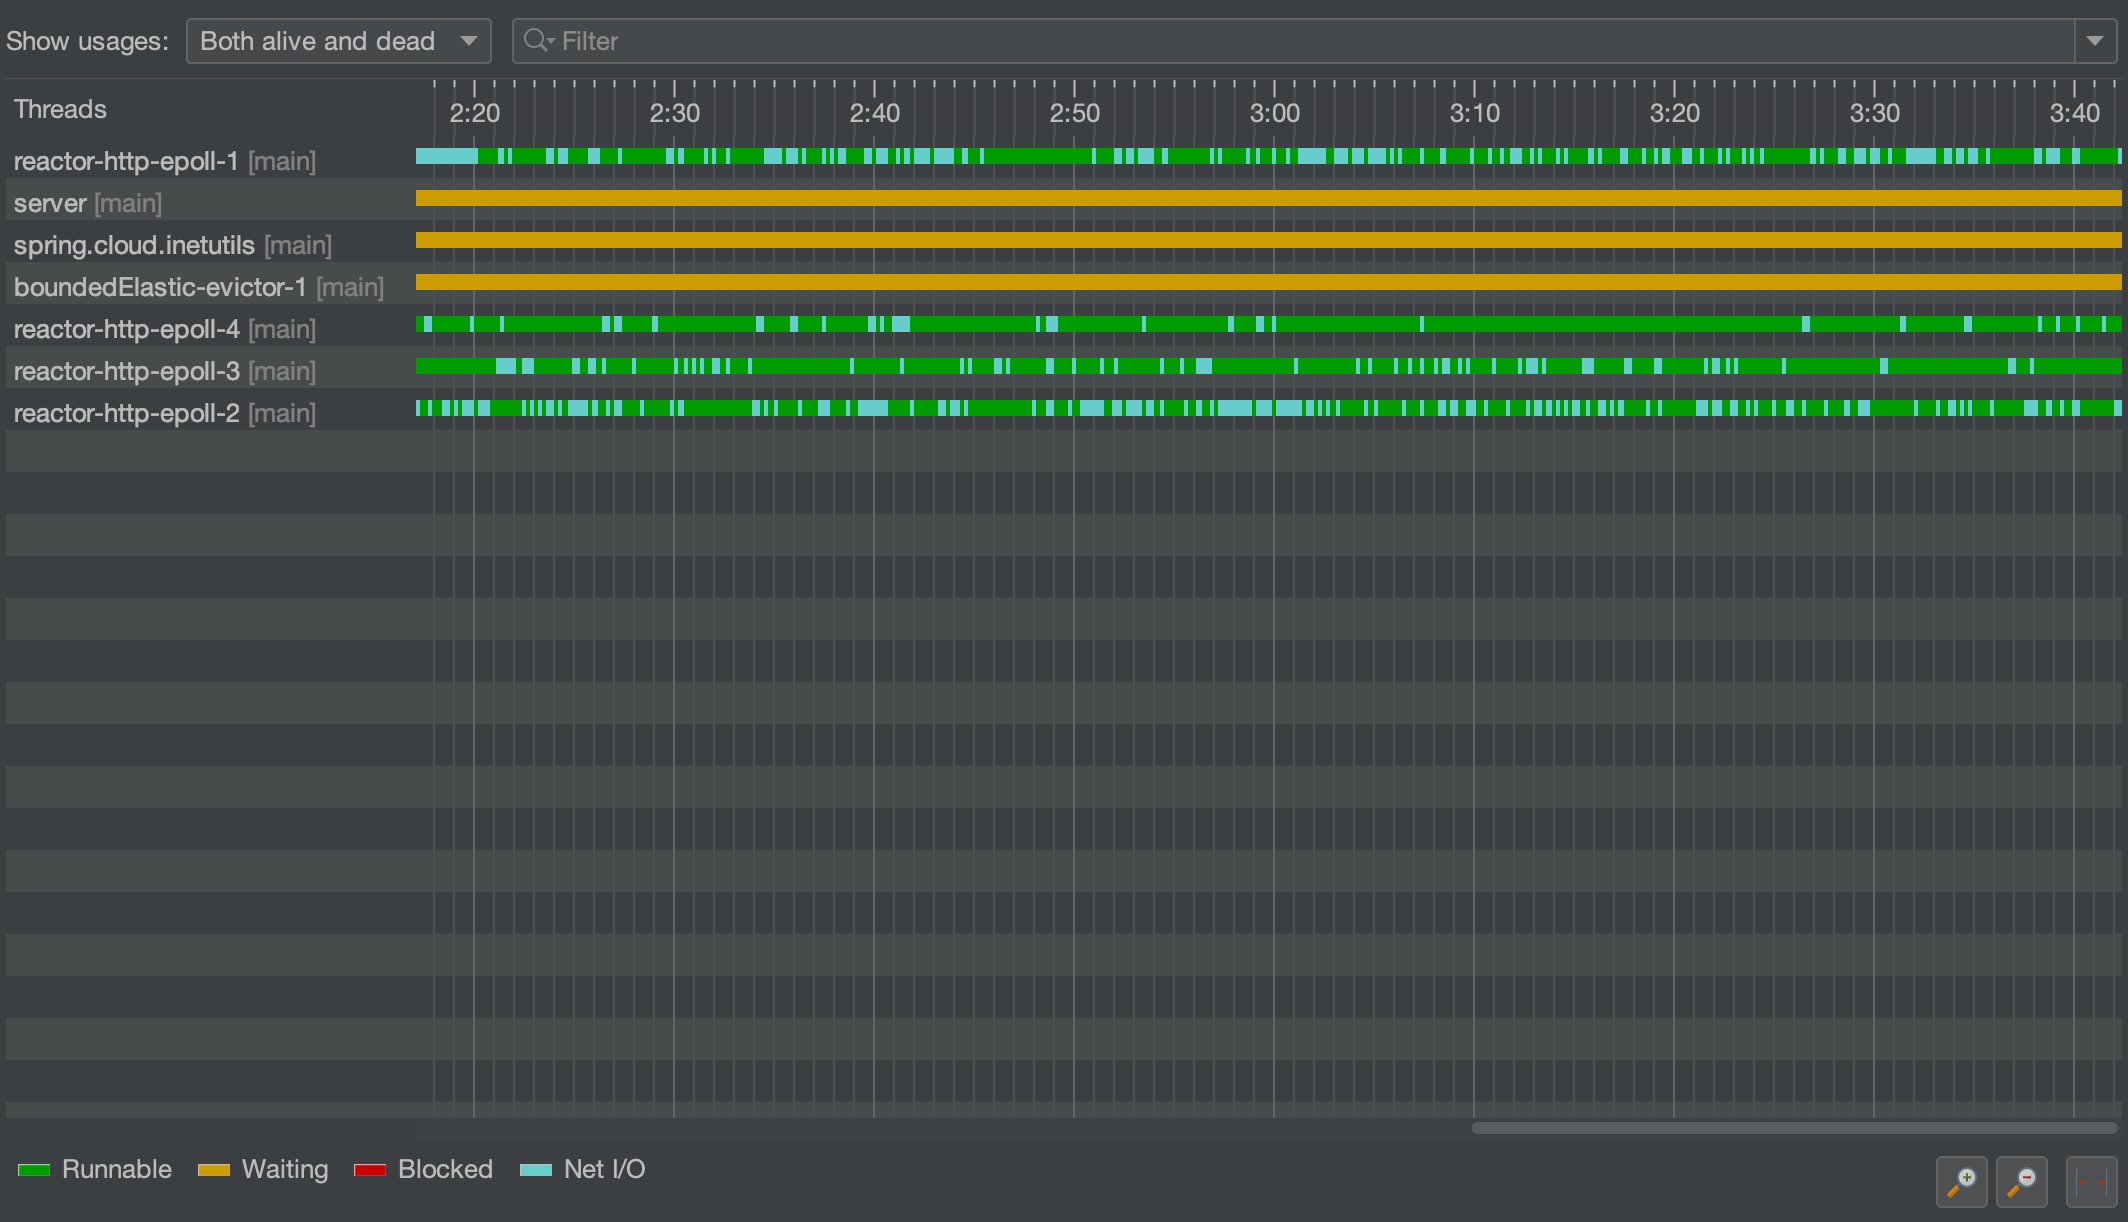 Show usages: Both alive and dead Filter
Threads 2:20 2:30 2:40 2:50 3:00 3:10 3:20 3:30 3:40
reactor-http-epoll-1 [main]
server [main]
spring.cloud.inetutils [main]
boundedElastic-evictor-1 [main]
reactor-http-epoll-4 [main]
reactor-http-epoll-3 [main]
reactor-http-epoll-2 [main]
Runnable Waiting Blocked Net I/O